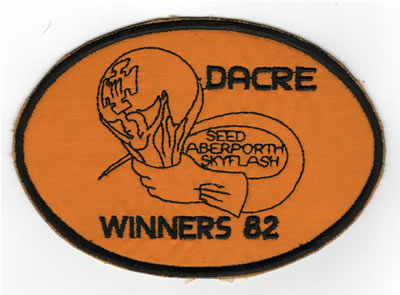 DACRE
SEED
ABERPORTH
SKYFLASH
WINNERS 82